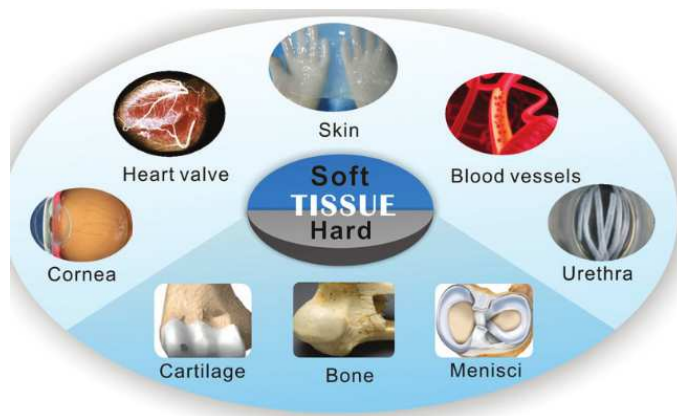 Skin
Heart valve
Blood vessels
Soft
TISSUE
Hard
Cornea
Urethra
Cartilage
Bone
Menisci